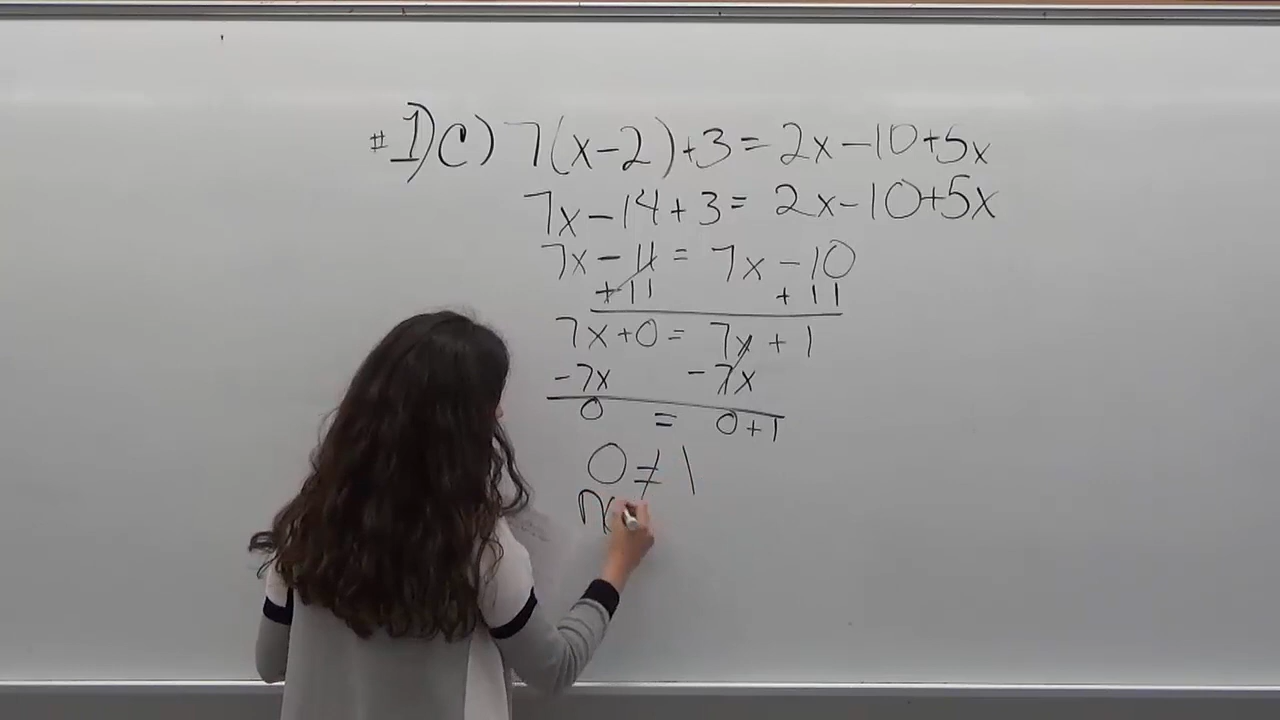 #1)C) 7(x-2)+3=2x-10+5x
7x-14+3=2x-10+5x
7x-11=7x-10
+11 +11
7x+0=7x+1
-7x -7x
0 = 0+1
0≠1
n